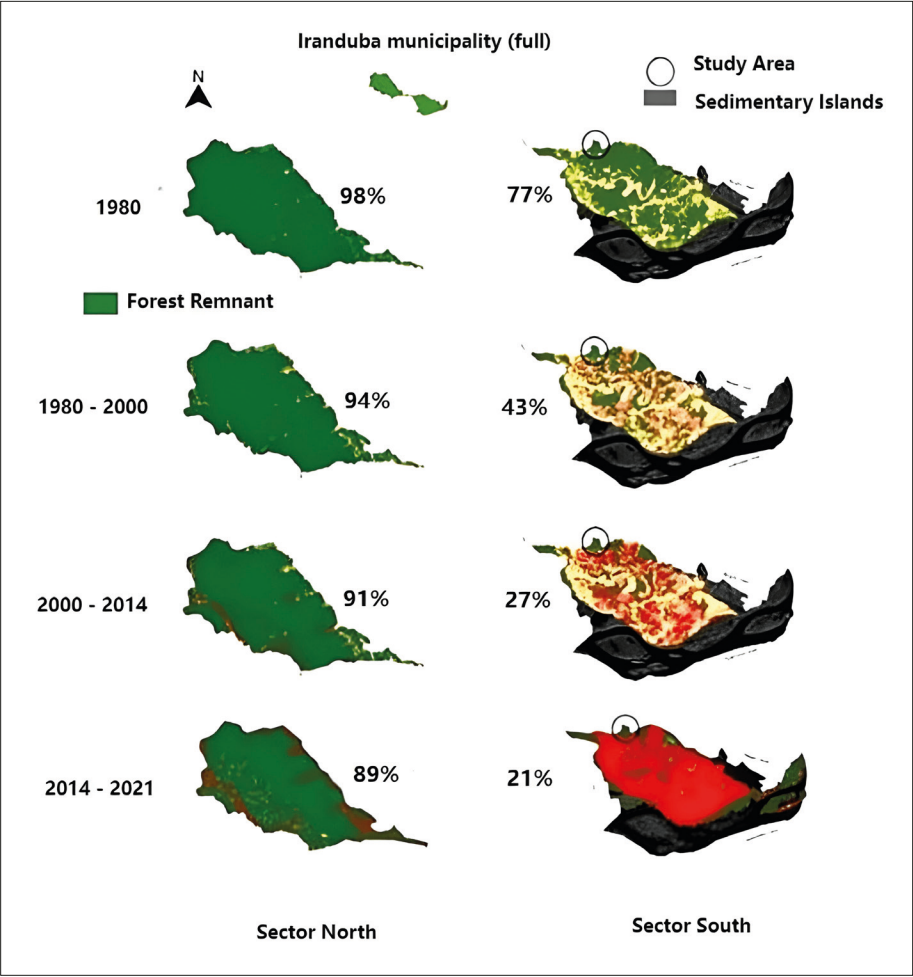 Iranduba municipality (full)
N
Study Area
Sedimentary Islands
1980
98%
77%
Forest Remnant
1980 - 2000
94%
43%
2000 - 2014
91%
27%
2014 - 2021
89%
21%
Sector North
Sector South